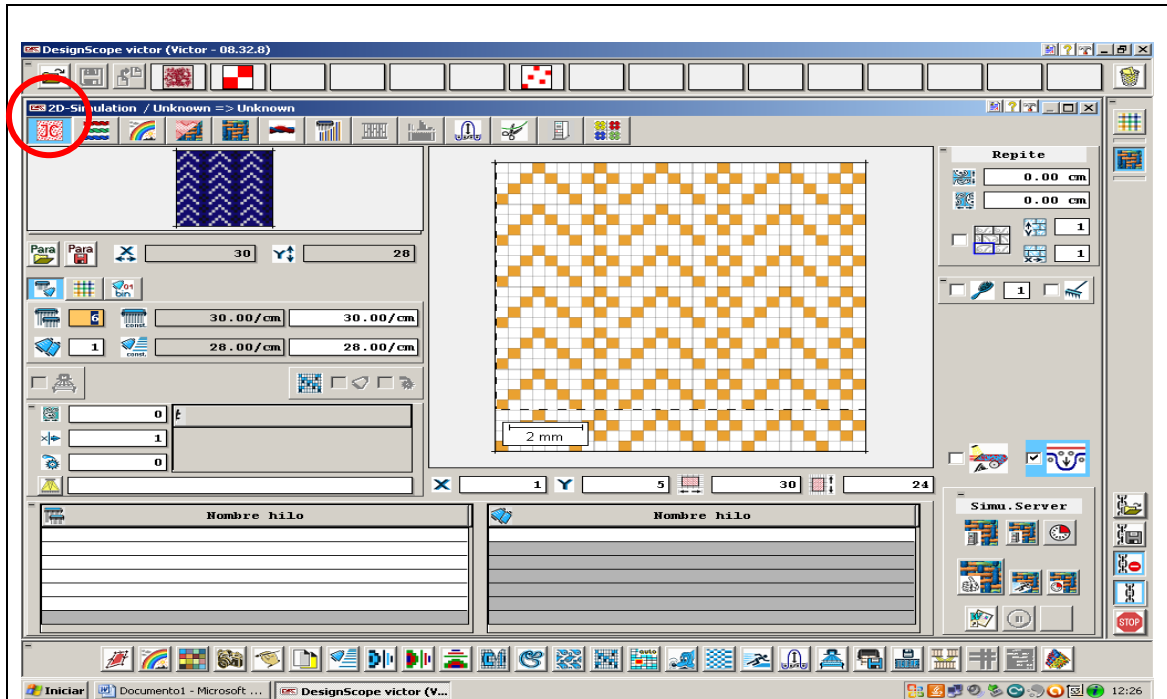 DesignScope victor (Victor - 08.32.8)
2D-Simulation / Unknown => Unknown
Repite
0.00 cm
0.00 cm
1
1
Para Para X 30 Y 28
1
01 bin
6 const. 30.00/cm 30.00/cm
1 const. 28.00/cm 28.00/cm
0 t
1
0
2 mm
X 1 Y 5 30 24
Simu.Server
Nombre hilo Nombre hilo
STOP
auto
Iniciar Documento1 - Microsoft ... DesignScope victor (V... 12:26